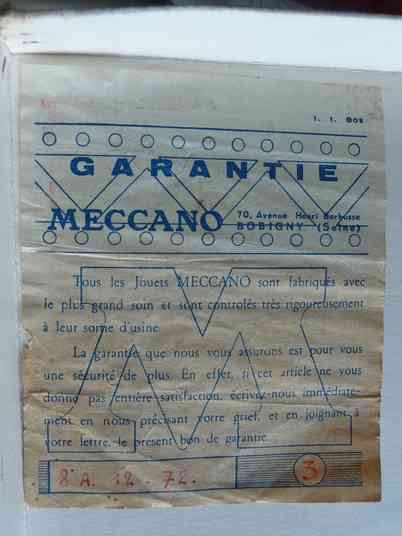 1. 1. 808
GARANTIE
MECCANO
70, Avenue Henri Barbusse
BOBIGNY (Seine)
Tous les Jouets MECCANO sont fabriqués avec
le plus grand soin et sont contrôlés très rigoureusement
à leur sortie d'usine.
La garantie que nous vous assurons est pour vous
une sécurité de plus. En effet, si cet article ne vous
donne pas entière satisfaction, écrivez-nous immédiate-
ment en nous précisant votre grief, et en joignant à
votre lettre, le présent bon de garantie.
8 A. 12. 72.
3